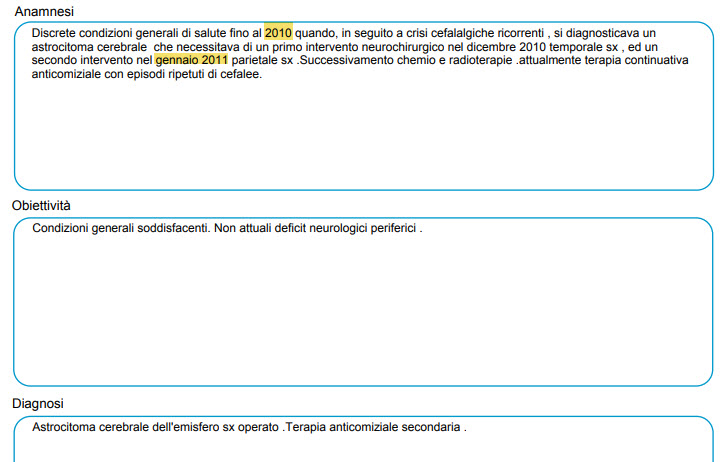 Anamnesi
Discrete condizioni generali di salute fino al 2010 quando, in seguito a crisi cefalalgiche ricorrenti , si diagnosticava un
astrocitoma cerebrale  che necessitava di un primo intervento neurochirurgico nel dicembre 2010 temporale sx , ed un
secondo intervento nel gennaio 2011 parietale sx .Successivamento chemio e radioterapie .attualmente terapia continuativa
anticomiziale con episodi ripetuti di cefalee.
Obiettività
Condizioni generali soddisfacenti. Non attuali deficit neurologici periferici .
Diagnosi
Astrocitoma cerebrale dell'emisfero sx operato .Terapia anticomiziale secondaria .